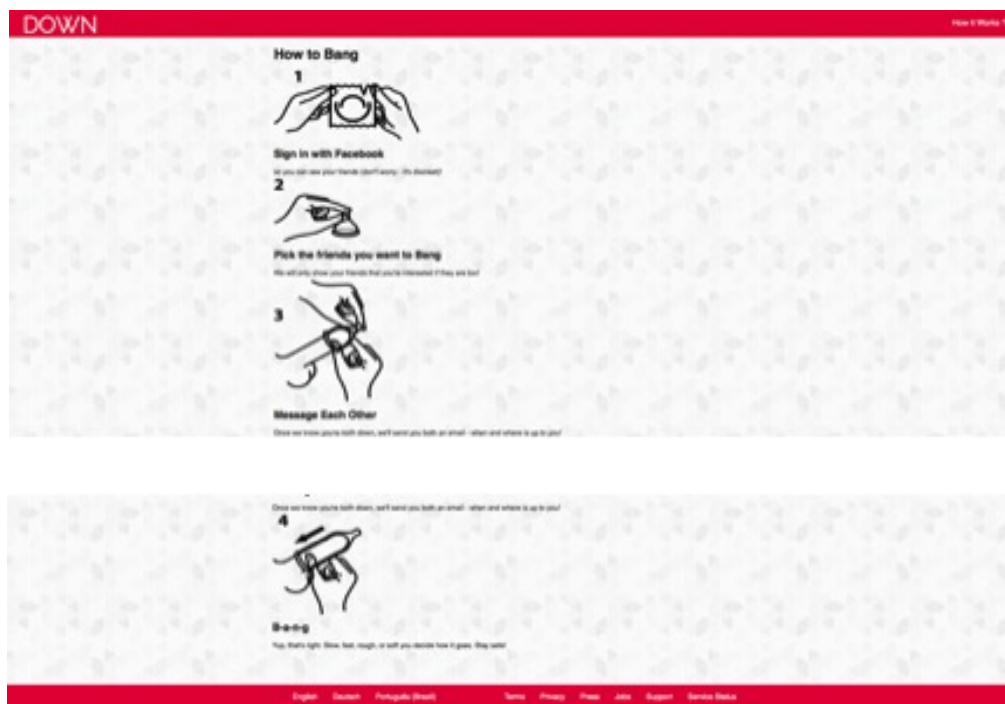 DOWN
How It Works
How to Bang
1
Sign in with Facebook
so you can see your friends (don't worry - it's discreet)
2
Pick the friends you want to Bang
We will only show your friends that you're interested if they are too!
3
Message Each Other
Once we know you're both down, we'll send you both an email - when and where is up to you!
Once we know you're both down, we'll send you both an email - when and where is up to you!
4
B-a-n-g
Yup, that's right. Slow, fast, rough, or soft you decide how it goes. Stay safe!
English Deutsch Português (Brasil) Terms Privacy Press Jobs Support Service Status